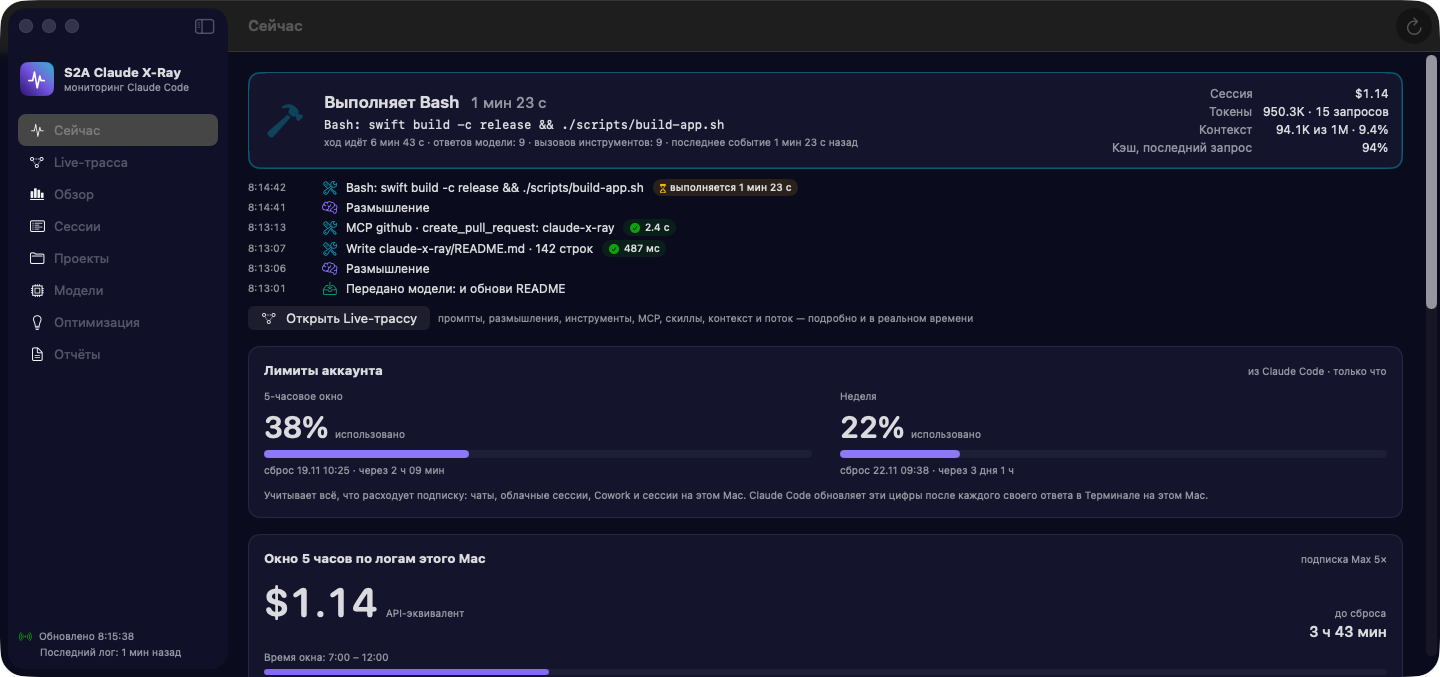 Сейчас
S2A Claude X-Ray
мониторинг Claude Code
Сейчас
Live-трасса
Обзор
Сессии
Проекты
Модели
Оптимизация
Отчёты
Обновлено 8:15:38
Последний лог: 1 мин назад
Выполняет Bash 1 мин 23 с
Bash: swift build -c release && ./scripts/build-app.sh
ход идёт 6 мин 43 с · ответов модели: 9 · вызовов инструментов: 9 · последнее событие 1 мин 23 с назад
Сессия $1.14
Токены 950.3K · 15 запросов
Контекст 94.1K из 1M · 9.4%
Кэш, последний запрос 94%
8:14:42 Bash: swift build -c release && ./scripts/build-app.sh выполняется 1 мин 23 с
8:14:41 Размышление
8:13:13 MCP github · create_pull_request: claude-x-ray 2.4 с
8:13:07 Write claude-x-ray/README.md · 142 строк 487 мс
8:13:06 Размышление
8:13:01 Передано модели: и обнови README
Открыть Live-трассу промпты, размышления, инструменты, MCP, скиллы, контекст и поток — подробно и в реальном времени
Лимиты аккаунта из Claude Code · только что
5-часовое окно
38% использовано
сброс 19.11 10:25 · через 2 ч 09 мин
Неделя
22% использовано
сброс 22.11 09:38 · через 3 дня 1 ч
Учитывает всё, что расходует подписку: чаты, облачные сессии, Cowork и сессии на этом Mac. Claude Code обновляет эти цифры после каждого своего ответа в Терминале на этом Mac.
Окно 5 часов по логам этого Mac подписка Max 5×
$1.14 API-эквивалент
до сброса
3 ч 43 мин
Время окна: 7:00 – 12:00